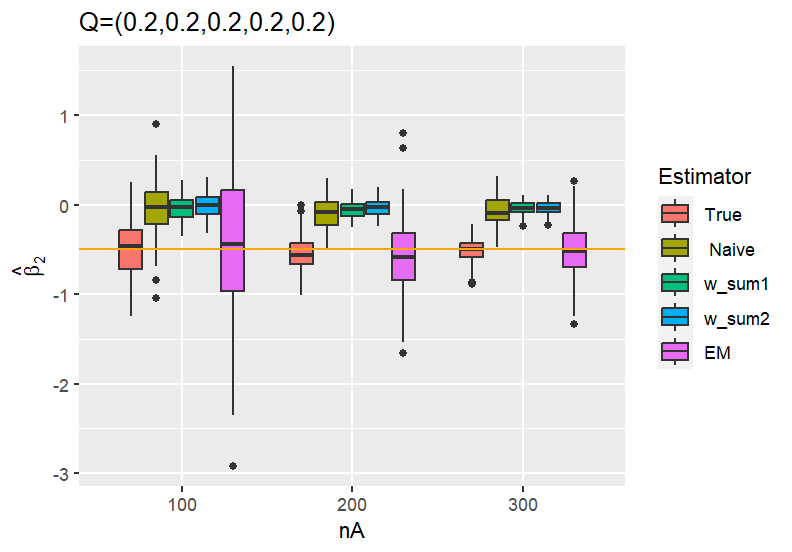 Q=(0.2,0.2,0.2,0.2,0.2)
1
0
-1
-2
-3
β̂₂
100
200
300
nA
Estimator
True
Naive
w_sum1
w_sum2
EM